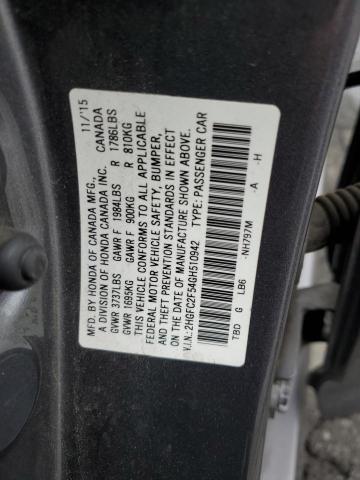 MFD. BY HONDA OF CANADA MFG., 11/15
A DIVISION OF HONDA CANADA INC. CANADA
GVWR 3737LBS GAWR F 1984LBS R 1786LBS
GVWR 1695KG GAWR F 900KG R 810KG
THIS VEHICLE CONFORMS TO ALL APPLICABLE
FEDERAL MOTOR VEHICLE SAFETY, BUMPER,
AND THEFT PREVENTION STANDARDS IN EFFECT
ON THE DATE OF MANUFACTURE SHOWN ABOVE.
V.I.N.: 2HGFC2F54GH510942 TYPE: PASSENGER CAR
TBD G LB6 -NH797M -A -H